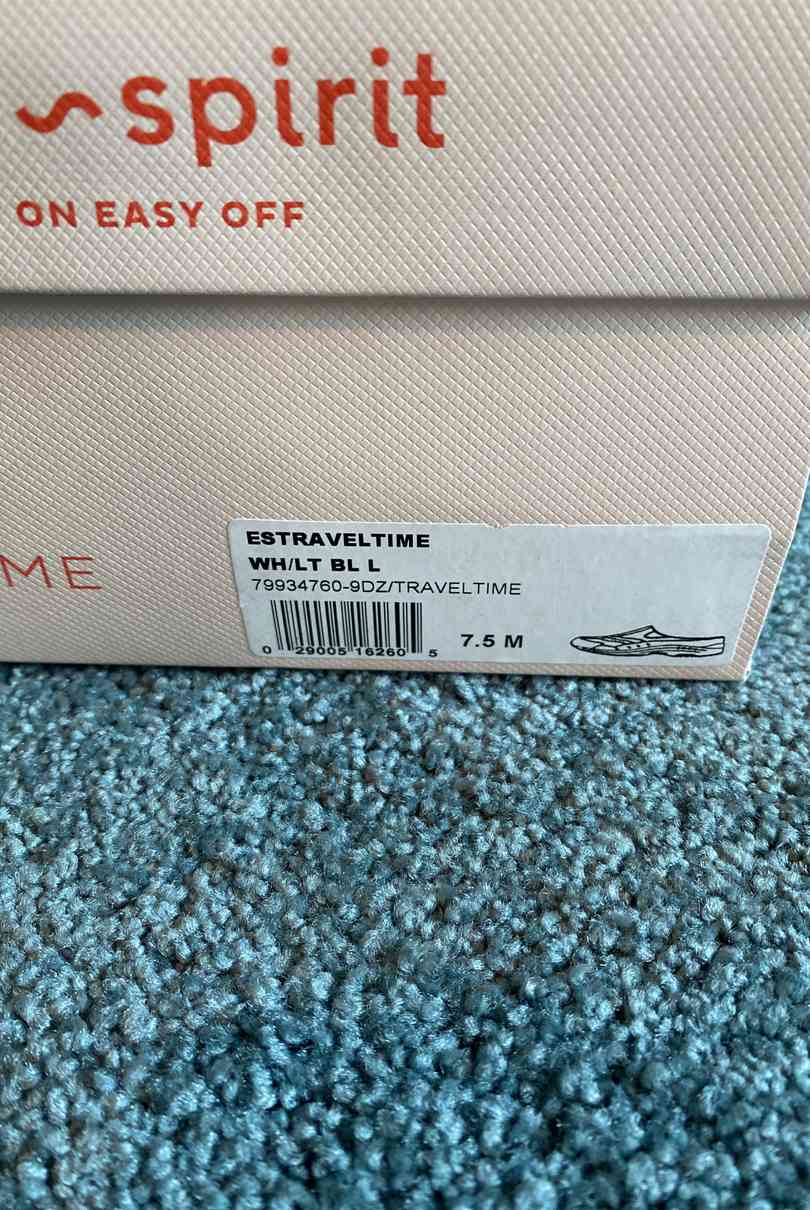 ~spirit
ON EASY OFF
ME
ESTRAVELTIME
WH/LT BL L
79934760-9DZ/TRAVELTIME
7.5 M
0 29005 16260 5